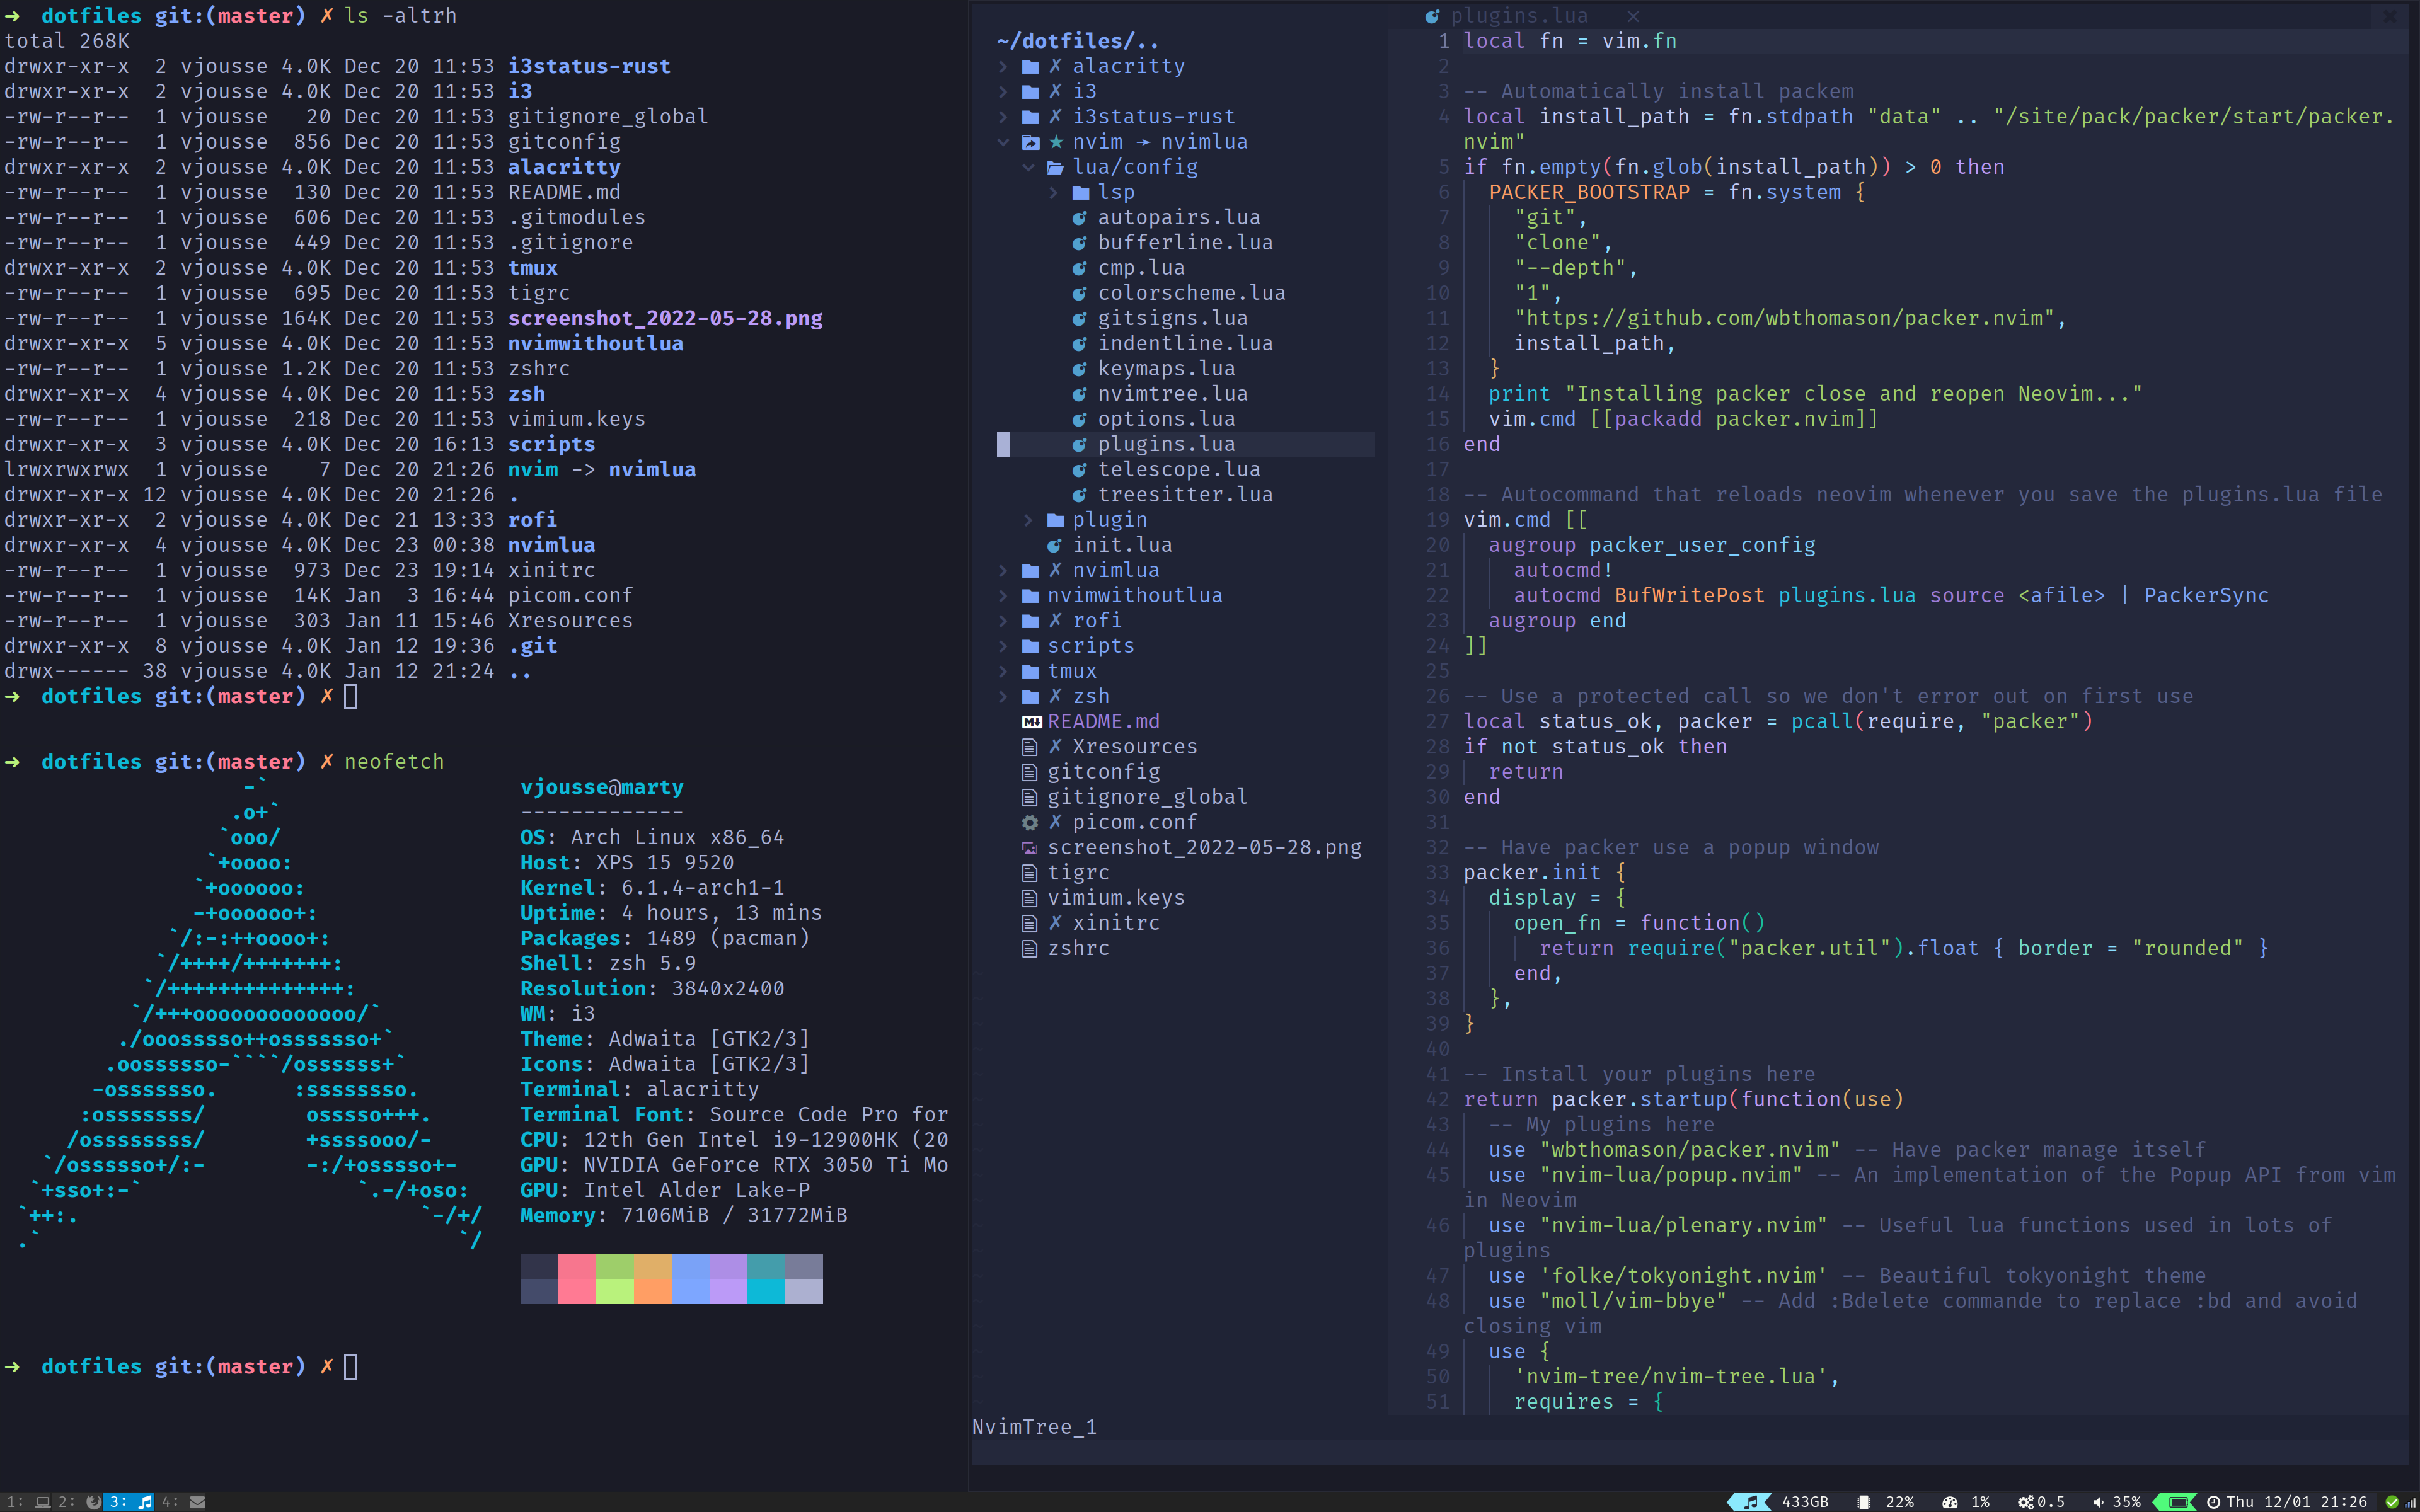 ➜  dotfiles git:(master) ✗ ls -altrh
total 268K
drwxr-xr-x  2 vjousse 4.0K Dec 20 11:53 i3status-rust
drwxr-xr-x  2 vjousse 4.0K Dec 20 11:53 i3
-rw-r--r--  1 vjousse   20 Dec 20 11:53 gitignore_global
-rw-r--r--  1 vjousse  856 Dec 20 11:53 gitconfig
drwxr-xr-x  2 vjousse 4.0K Dec 20 11:53 alacritty
-rw-r--r--  1 vjousse  130 Dec 20 11:53 README.md
-rw-r--r--  1 vjousse  606 Dec 20 11:53 .gitmodules
-rw-r--r--  1 vjousse  449 Dec 20 11:53 .gitignore
drwxr-xr-x  2 vjousse 4.0K Dec 20 11:53 tmux
-rw-r--r--  1 vjousse  695 Dec 20 11:53 tigrc
-rw-r--r--  1 vjousse 164K Dec 20 11:53 screenshot_2022-05-28.png
drwxr-xr-x  5 vjousse 4.0K Dec 20 11:53 nvimwithoutlua
-rw-r--r--  1 vjousse 1.2K Dec 20 11:53 zshrc
drwxr-xr-x  4 vjousse 4.0K Dec 20 11:53 zsh
-rw-r--r--  1 vjousse  218 Dec 20 11:53 vimium.keys
drwxr-xr-x  3 vjousse 4.0K Dec 20 16:13 scripts
lrwxrwxrwx  1 vjousse    7 Dec 20 21:26 nvim -> nvimlua
drwxr-xr-x 12 vjousse 4.0K Dec 20 21:26 .
drwxr-xr-x  2 vjousse 4.0K Dec 21 13:33 rofi
drwxr-xr-x  4 vjousse 4.0K Dec 23 00:38 nvimlua
-rw-r--r--  1 vjousse  973 Dec 23 19:14 xinitrc
-rw-r--r--  1 vjousse  14K Jan  3 16:44 picom.conf
-rw-r--r--  1 vjousse  303 Jan 11 15:46 Xresources
drwxr-xr-x  8 vjousse 4.0K Jan 12 19:36 .git
drwx------ 38 vjousse 4.0K Jan 12 21:24 ..
➜  dotfiles git:(master) ✗
➜  dotfiles git:(master) ✗ neofetch
                   -`                    vjousse@marty
                  .o+`                   -------------
                 `ooo/                   OS: Arch Linux x86_64
                `+oooo:                  Host: XPS 15 9520
               `+oooooo:                 Kernel: 6.1.4-arch1-1
               -+oooooo+:                Uptime: 4 hours, 13 mins
             `/:-:++oooo+:               Packages: 1489 (pacman)
            `/++++/+++++++:              Shell: zsh 5.9
           `/++++++++++++++:             Resolution: 3840x2400
          `/+++ooooooooooooo/`           WM: i3
         ./ooosssso++osssssso+`          Theme: Adwaita [GTK2/3]
        .oossssso-````/ossssss+`         Icons: Adwaita [GTK2/3]
       -osssssso.      :ssssssso.        Terminal: alacritty
      :osssssss/        osssso+++.       Terminal Font: Source Code Pro for
     /ossssssss/        +ssssooo/-       CPU: 12th Gen Intel i9-12900HK (20
   `/ossssso+/:-        -:/+osssso+-     GPU: NVIDIA GeForce RTX 3050 Ti Mo
  `+sso+:-`                 `.-/+oso:    GPU: Intel Alder Lake-P
 `++:.                           `-/+/   Memory: 7106MiB / 31772MiB
 .`                                 `/
➜  dotfiles git:(master) ✗
~/dotfiles/..
✗ alacritty
✗ i3
✗ i3status-rust
★ nvim ➛ nvimlua
lua/config
lsp
autopairs.lua
bufferline.lua
cmp.lua
colorscheme.lua
gitsigns.lua
indentline.lua
keymaps.lua
nvimtree.lua
options.lua
plugins.lua
telescope.lua
treesitter.lua
plugin
init.lua
✗ nvimlua
nvimwithoutlua
✗ rofi
scripts
tmux
✗ zsh
README.md
✗ Xresources
gitconfig
gitignore_global
✗ picom.conf
screenshot_2022-05-28.png
tigrc
vimium.keys
✗ xinitrc
zshrc
NvimTree_1
plugins.lua ×
1 local fn = vim.fn
2
3 -- Automatically install packem
4 local install_path = fn.stdpath "data" .. "/site/pack/packer/start/packer.
nvim"
5 if fn.empty(fn.glob(install_path)) > 0 then
6   PACKER_BOOTSTRAP = fn.system {
7     "git",
8     "clone",
9     "--depth",
10     "1",
11     "https://github.com/wbthomason/packer.nvim",
12     install_path,
13   }
14   print "Installing packer close and reopen Neovim..."
15   vim.cmd [[packadd packer.nvim]]
16 end
17
18 -- Autocommand that reloads neovim whenever you save the plugins.lua file
19 vim.cmd [[
20   augroup packer_user_config
21     autocmd!
22     autocmd BufWritePost plugins.lua source <afile> | PackerSync
23   augroup end
24 ]]
25
26 -- Use a protected call so we don't error out on first use
27 local status_ok, packer = pcall(require, "packer")
28 if not status_ok then
29   return
30 end
31
32 -- Have packer use a popup window
33 packer.init {
34   display = {
35     open_fn = function()
36       return require("packer.util").float { border = "rounded" }
37     end,
38   },
39 }
40
41 -- Install your plugins here
42 return packer.startup(function(use)
43   -- My plugins here
44   use "wbthomason/packer.nvim" -- Have packer manage itself
45   use "nvim-lua/popup.nvim" -- An implementation of the Popup API from vim
in Neovim
46   use "nvim-lua/plenary.nvim" -- Useful lua functions used in lots of
plugins
47   use 'folke/tokyonight.nvim' -- Beautiful tokyonight theme
48   use "moll/vim-bbye" -- Add :Bdelete commande to replace :bd and avoid
closing vim
49   use {
50     'nvim-tree/nvim-tree.lua',
51     requires = {
1: 2: 3: 4:
433GB 22% 1% 0.5 35% Thu 12/01 21:26